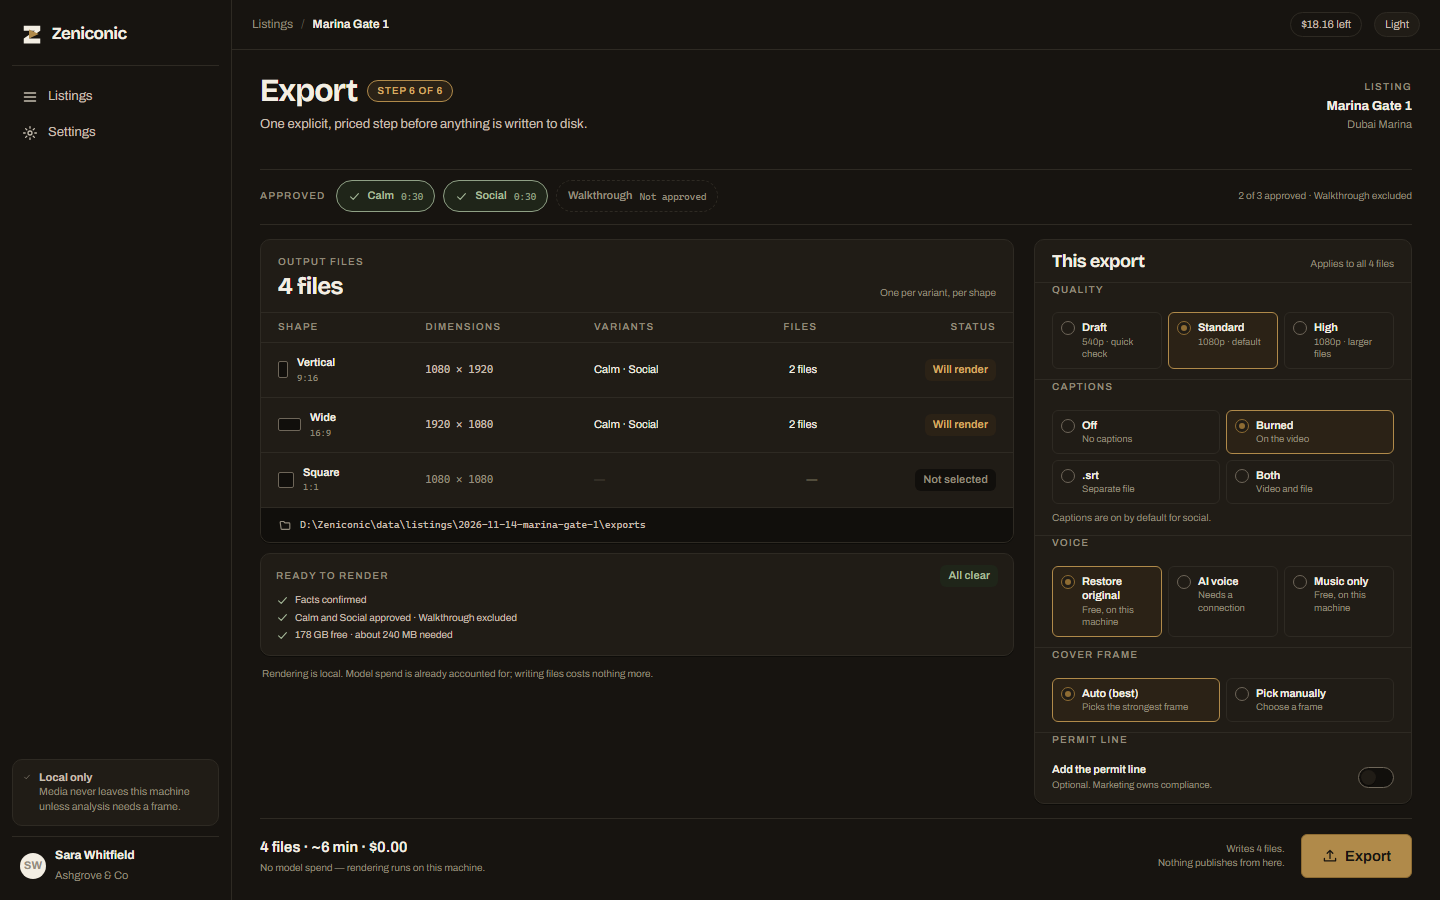 Zeniconic
Listings
Settings
Local only
Media never leaves this machine
unless analysis needs a frame.
SW
Sara Whitfield
Ashgrove & Co
Listings / Marina Gate 1
$18.16 left
Light
Export
STEP 6 OF 6
One explicit, priced step before anything is written to disk.
LISTING
Marina Gate 1
Dubai Marina
APPROVED
Calm 0:30
Social 0:30
Walkthrough Not approved
2 of 3 approved · Walkthrough excluded
OUTPUT FILES
4 files
One per variant, per shape
SHAPE DIMENSIONS VARIANTS FILES STATUS
Vertical
9:16
1080 × 1920
Calm · Social
2 files
Will render
Wide
16:9
1920 × 1080
Calm · Social
2 files
Will render
Square
1:1
1080 × 1080
—
—
Not selected
D:\Zeniconic\data\listings\2026-11-14-marina-gate-1\exports
READY TO RENDER
All clear
Facts confirmed
Calm and Social approved · Walkthrough excluded
178 GB free · about 240 MB needed
Rendering is local. Model spend is already accounted for; writing files costs nothing more.
This export
Applies to all 4 files
QUALITY
Draft
540p · quick
check
Standard
1080p · default
High
1080p · larger
files
CAPTIONS
Off
No captions
Burned
On the video
.srt
Separate file
Both
Video and file
Captions are on by default for social.
VOICE
Restore
original
Free, on this
machine
AI voice
Needs a
connection
Music only
Free, on this
machine
COVER FRAME
Auto (best)
Picks the strongest frame
Pick manually
Choose a frame
PERMIT LINE
Add the permit line
Optional. Marketing owns compliance.
4 files · ~6 min · $0.00
No model spend — rendering runs on this machine.
Writes 4 files.
Nothing publishes from here.
Export